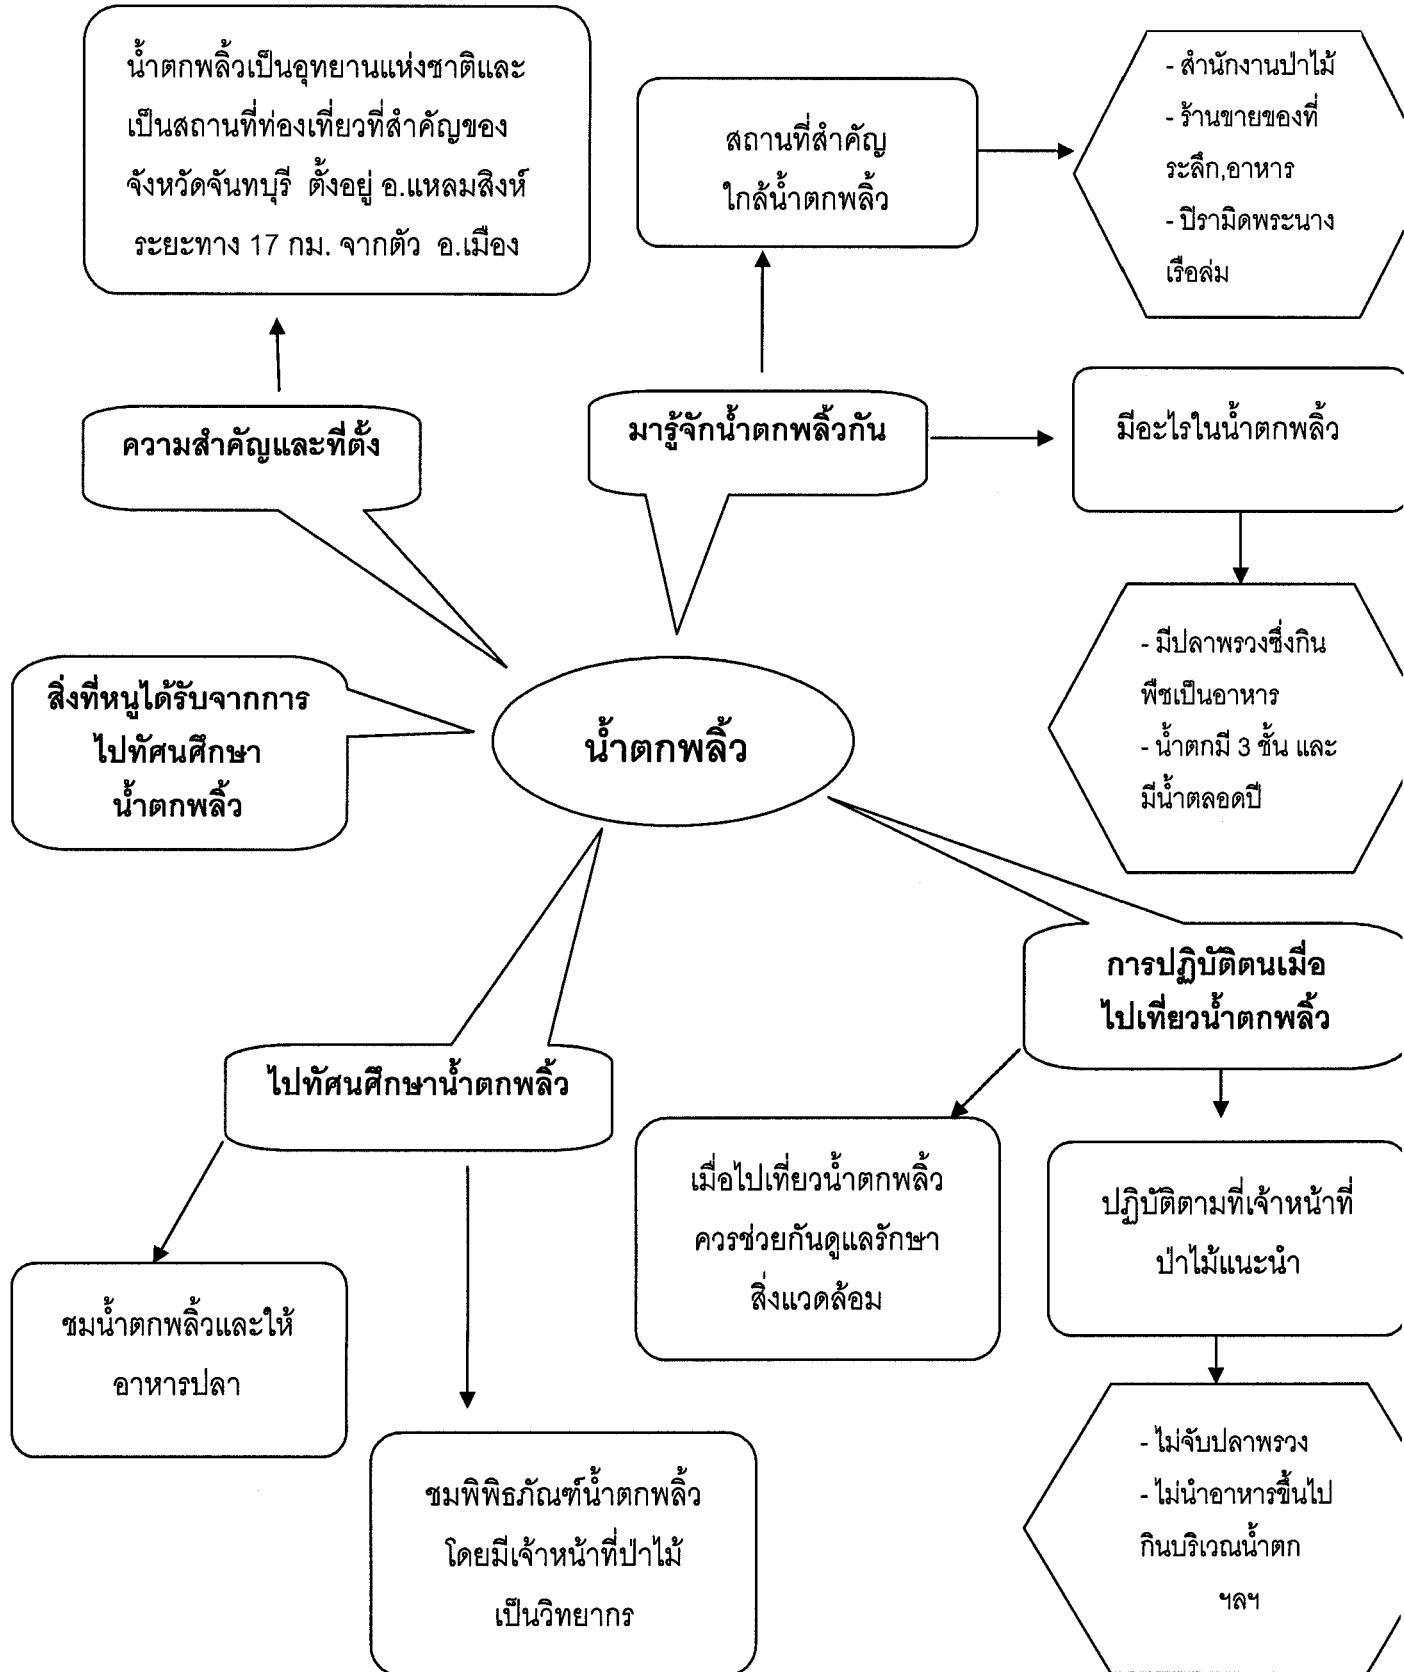 น้ำตกพลิ้วเป็นอุทยานแห่งชาติและ
เป็นสถานที่ท่องเที่ยวที่สำคัญของ
จังหวัดจันทบุรี ตั้งอยู่ อ.แหลมสิงห์
ระยะทาง 17 กม. จากตัว อ.เมือง
สถานที่สำคัญ
ใกล้น้ำตกพลิ้ว
- สำนักงานป่าไม้
- ร้านขายของที่
ระลึก,อาหาร
- ปีรามิดพระนาง
เรือล่ม
ความสำคัญและที่ตั้ง
มารู้จักน้ำตกพลิ้วกัน
มีอะไรในน้ำตกพลิ้ว
- มีปลาพรวงซึ่งกิน
พืชเป็นอาหาร
- น้ำตกมี 3 ชั้น และ
มีน้ำตลอดปี
สิ่งที่หนูได้รับจากการ
ไปทัศนศึกษา
น้ำตกพลิ้ว
น้ำตกพลิ้ว
การปฏิบัติตนเมื่อ
ไปเที่ยวน้ำตกพลิ้ว
ไปทัศนศึกษาน้ำตกพลิ้ว
เมื่อไปเที่ยวน้ำตกพลิ้ว
ควรช่วยกันดูแลรักษา
สิ่งแวดล้อม
ปฏิบัติตามที่เจ้าหน้าที่
ป่าไม้แนะนำ
ชมน้ำตกพลิ้วและให้
อาหารปลา
ชมพิพิธภัณฑ์น้ำตกพลิ้ว
โดยมีเจ้าหน้าที่ป่าไม้
เป็นวิทยากร
- ไม่จับปลาพรวง
- ไม่นำอาหารขึ้นไป
กินบริเวณน้ำตก
ฯลฯ